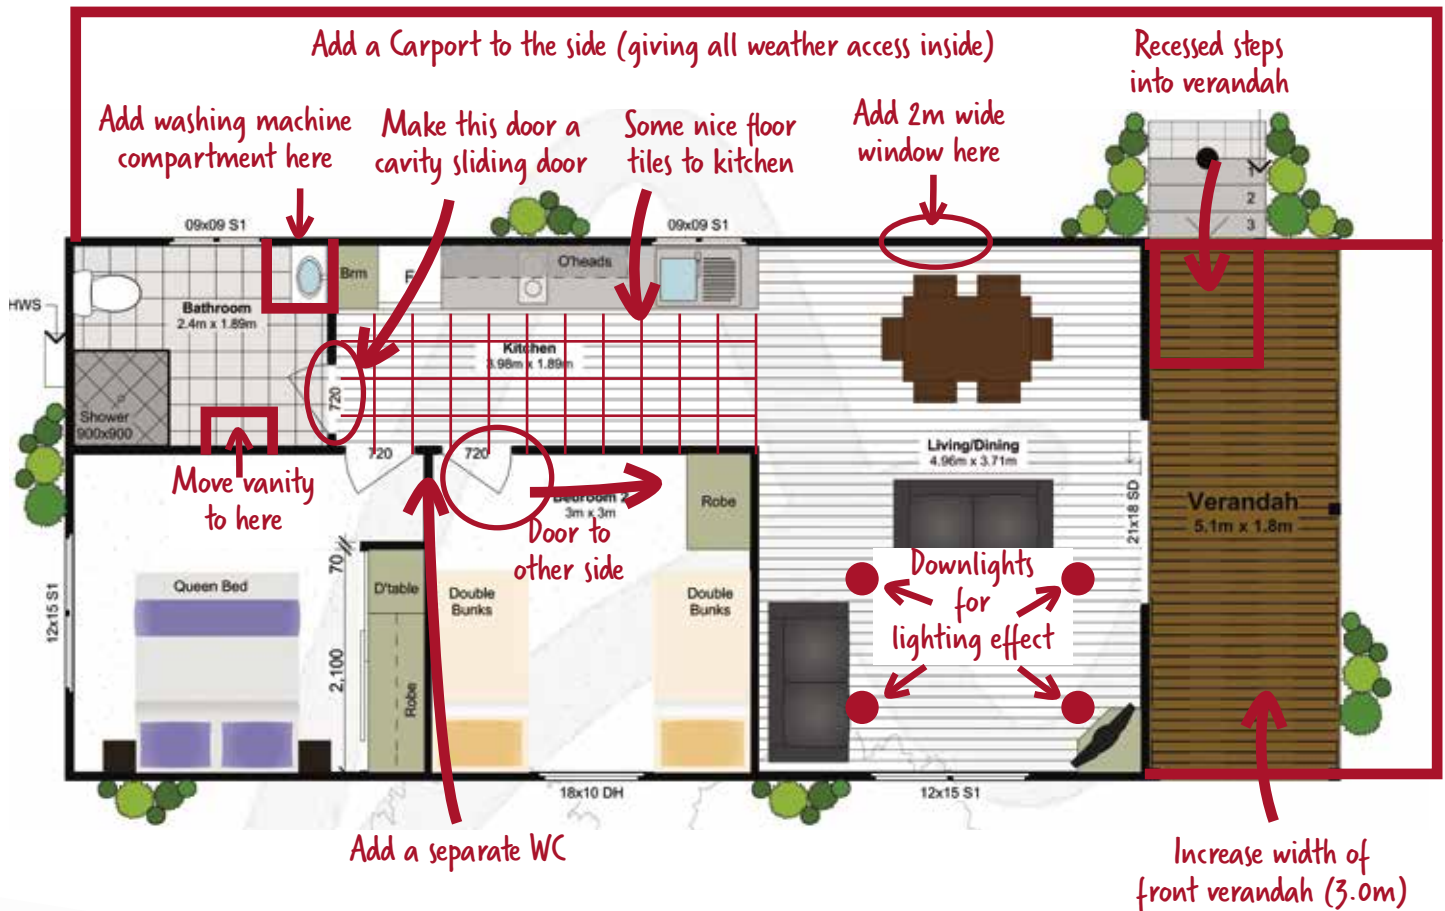 Add a Carport to the side (giving all weather access inside)
Recessed steps
into verandah
Add washing machine
compartment here
Make this door a
cavity sliding door
Some nice floor
tiles to kitchen
Add 2m wide
window here
09x09 S1
09x09 S1
1
2
3
HWS
Brm
F
O'heads
Bathroom
2.4m x 1.89m
Kitchen
3.98m x 1.89m
Shower
900x900
720
720
720
Move vanity
to here
Living/Dining
4.96m x 3.71m
21x18 SD
Verandah
5.1m x 1.8m
Bedroom 2
3m x 3m
Robe
Door to
other side
Downlights
for
lighting effect
Queen Bed
12x15 S1
70
2,100
D'table
Robe
Double
Bunks
Double
Bunks
18x10 DH
12x15 S1
Add a separate WC
Increase width of
front verandah (3.0m)